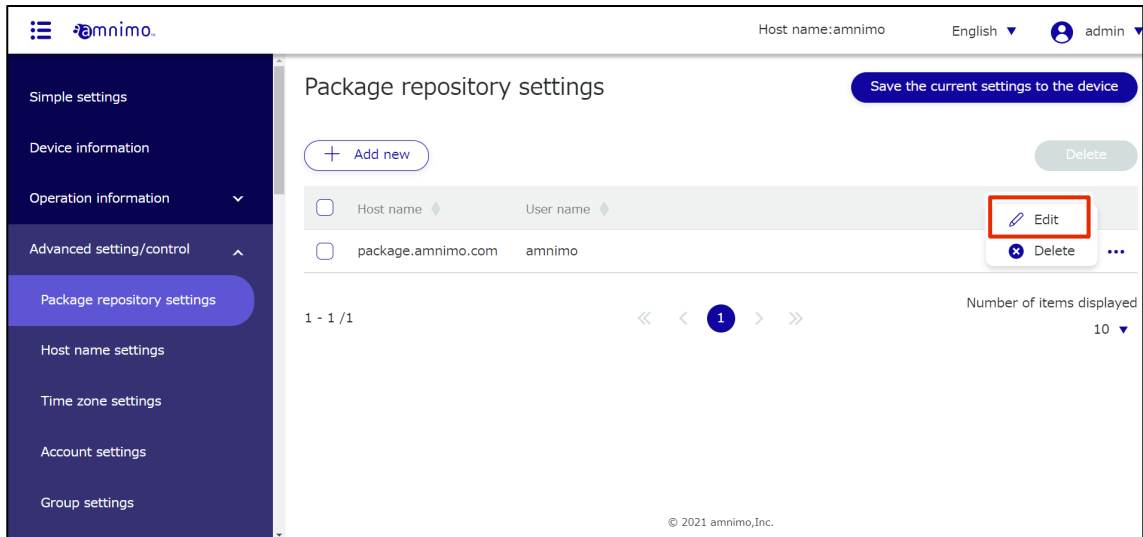 amnimo
Host name:amnimo
English
admin
Simple settings
Device information
Operation information
Advanced setting/control
Package repository settings
Host name settings
Time zone settings
Account settings
Group settings
Package repository settings
Save the current settings to the device
+ Add new
Delete
Host name
User name
Edit
package.amnimo.com amnimo
Delete
1 - 1 /1
1
Number of items displayed
10
© 2021 amnimo,Inc.